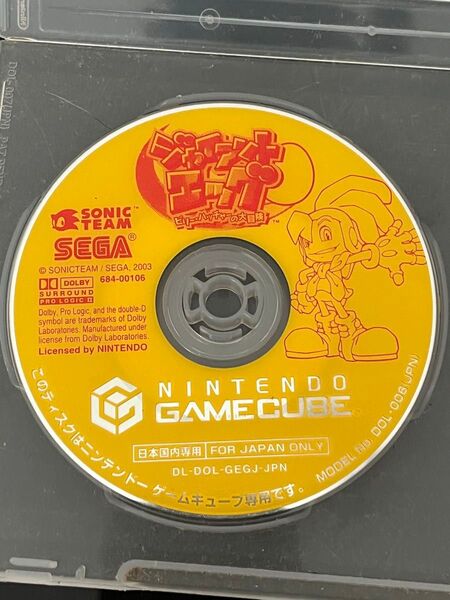 ジャイアント
エッグ
ビリー・ハッチャーの大冒険
TM
SONIC
TEAM™
SEGA®
© SONICTEAM / SEGA, 2003
684-00106
DOLBY
SURROUND
PRO LOGIC II
Dolby, Pro Logic, and the double-D
symbol are trademarks of Dolby
Laboratories. Manufactured under
license from Dolby Laboratories.
Licensed by NINTENDO
NINTENDO
GAMECUBE
日本国内専用 FOR JAPAN ONLY
DL-DOL-GEGJ-JPN
このディスクはニンテンドー ゲームキューブ専用です。
MODEL No. DOL-006(JPN)